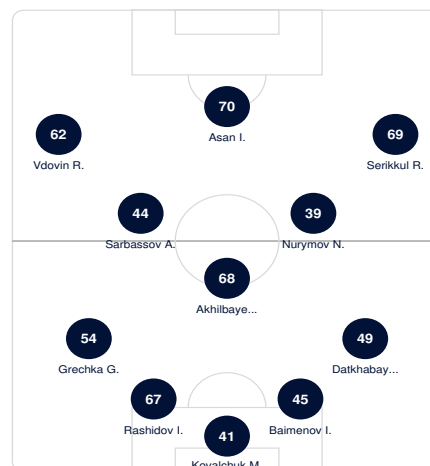 70
Asan I.
62
Vdovin R.
69
Serikkul R.
44
Sarbassov A.
39
Nurymov N.
68
Akhilbaye...
54
Grechka G.
49
Datkhabay...
67
Rashidov I.
45
Baimenov I.
41
Kovalchuk M.